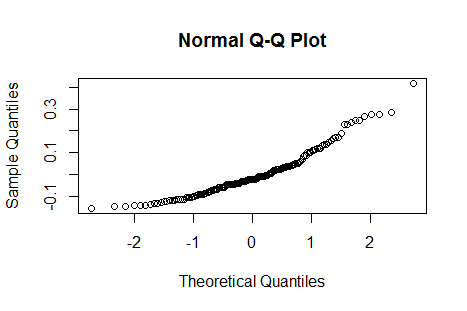 Normal Q-Q Plot
Sample Quantiles
0.3
0.1
-0.1
-2
-1
0
1
2
Theoretical Quantiles